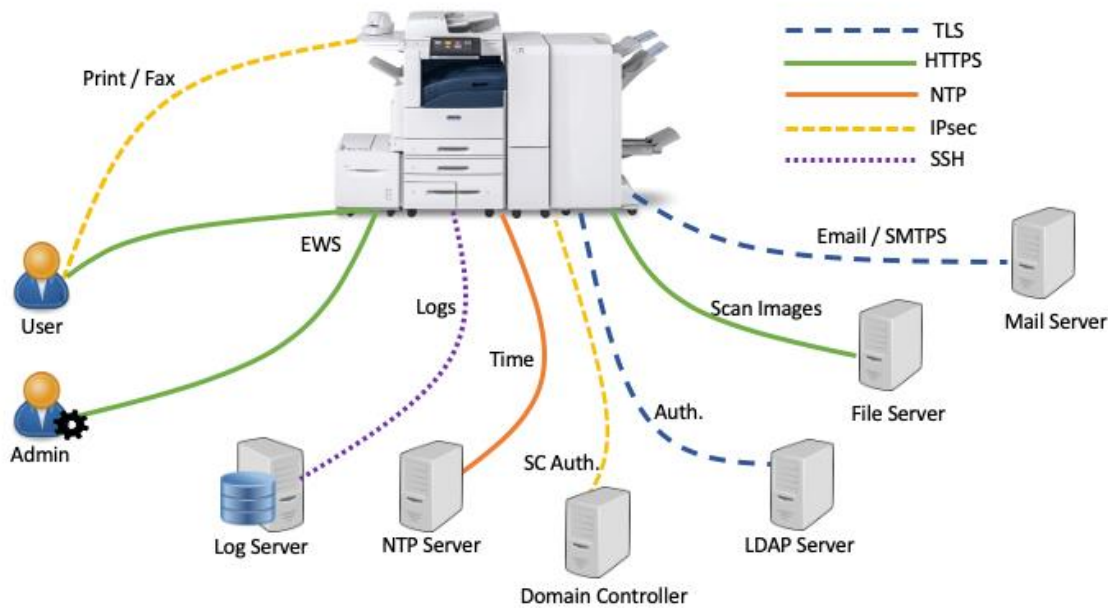 TLS
HTTPS
NTP
IPsec
SSH
Print / Fax
EWS
Email / SMTPS
User
Logs
Scan Images
Mail Server
Time
File Server
Auth.
Admin
SC Auth.
Log Server
NTP Server
LDAP Server
Domain Controller